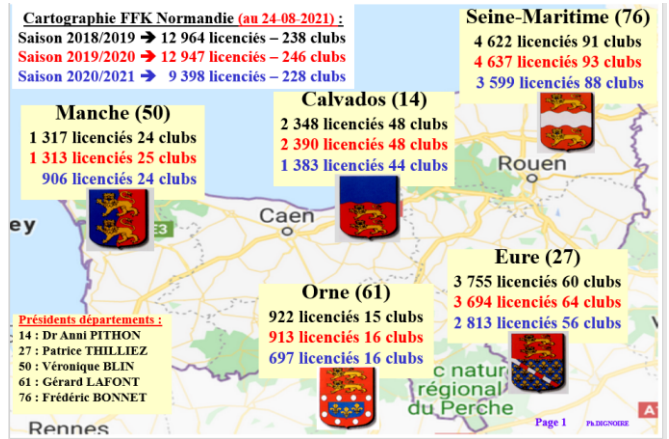 Cartographie FFK Normandie (au 24-08-2021) :
Saison 2018/2019 ➔ 12 964 licenciés – 238 clubs
Saison 2019/2020 ➔ 12 947 licenciés – 246 clubs
Saison 2020/2021 ➔ 9 398 licenciés – 228 clubs
Seine-Maritime (76)
4 622 licenciés 91 clubs
4 637 licenciés 93 clubs
3 599 licenciés 88 clubs
Manche (50)
1 317 licenciés 24 clubs
1 313 licenciés 25 clubs
906 licenciés 24 clubs
Calvados (14)
2 348 licenciés 48 clubs
2 390 licenciés 48 clubs
1 383 licenciés 44 clubs
Rouen
ey
E3
Caen
Eure (27)
3 755 licenciés 60 clubs
3 694 licenciés 64 clubs
2 813 licenciés 56 clubs
Orne (61)
922 licenciés 15 clubs
913 licenciés 16 clubs
697 licenciés 16 clubs
Présidents départements :
14 : Dr Anni PITHON
27 : Patrice THILLIEZ
50 : Véronique BLIN
61 : Gérard LAFONT
76 : Frédéric BONNET
c natur
régional
du Perche
A
Rennes
Page 1
Ph.DIGNOIRE